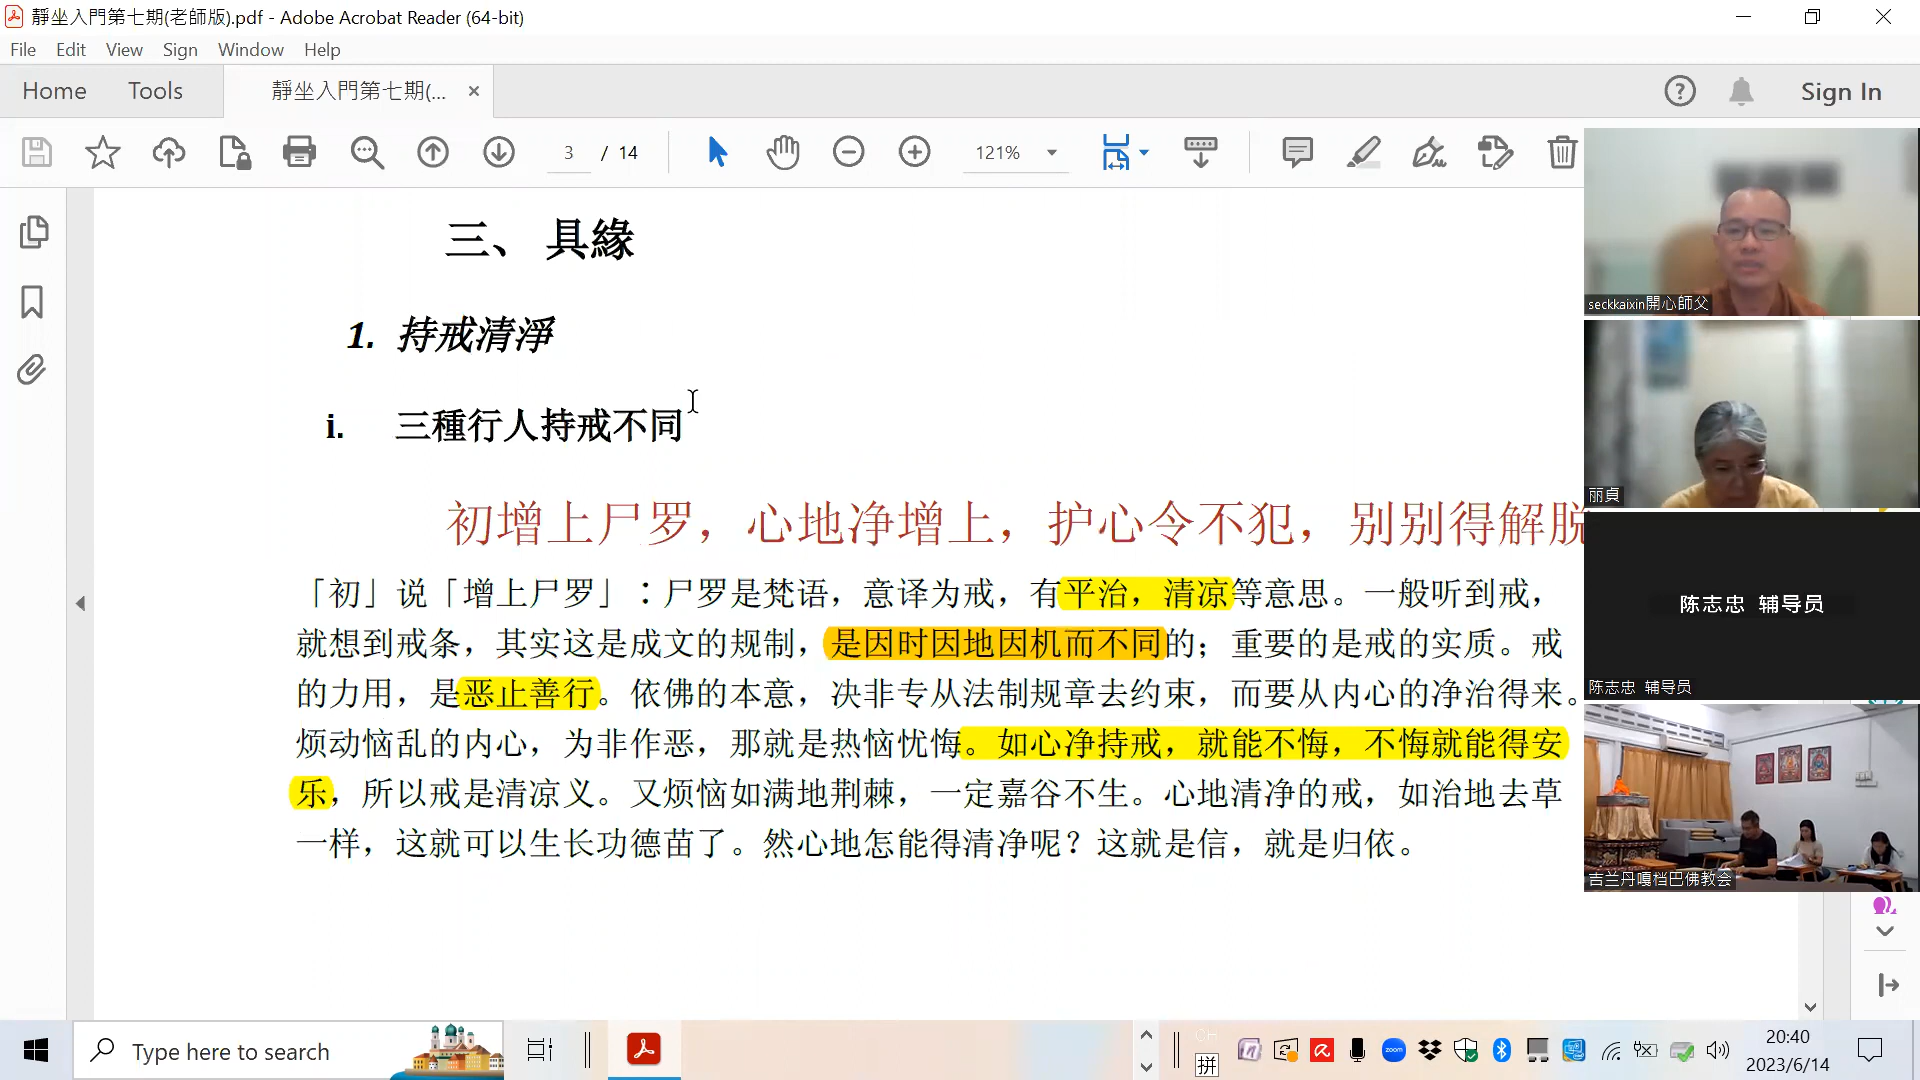 靜坐入門第七期(老師版).pdf - Adobe Acrobat Reader (64-bit)
File Edit View Sign Window Help
Home Tools 靜坐入門第七期(... × Sign In
3 / 14 121%
三、 具緣
1. 持戒清淨
i. 三種行人持戒不同
初增上尸罗，心地净增上，护心令不犯，别别得解脱
「初」说「增上尸罗」：尸罗是梵语，意译为戒，有平治，清凉等意思。一般听到戒，
就想到戒条，其实这是成文的规制，是因时因地因机而不同的；重要的是戒的实质。戒
的力用，是恶止善行。依佛的本意，决非专从法制规章去约束，而要从内心的净治得来。
烦动恼乱的内心，为非作恶，那就是热恼忧悔。如心净持戒，就能不悔，不悔就能得安
乐，所以戒是清凉义。又烦恼如满地荆棘，一定嘉谷不生。心地清净的戒，如治地去草
一样，这就可以生长功德苗了。然心地怎能得清净呢？这就是信，就是归依。
seckkaixin開心師父
丽貞
陈志忠 辅导员
陈志忠 辅导员
吉兰丹嘎档巴佛教会
Type here to search
CH
拼
zoom
20:40
2023/6/14